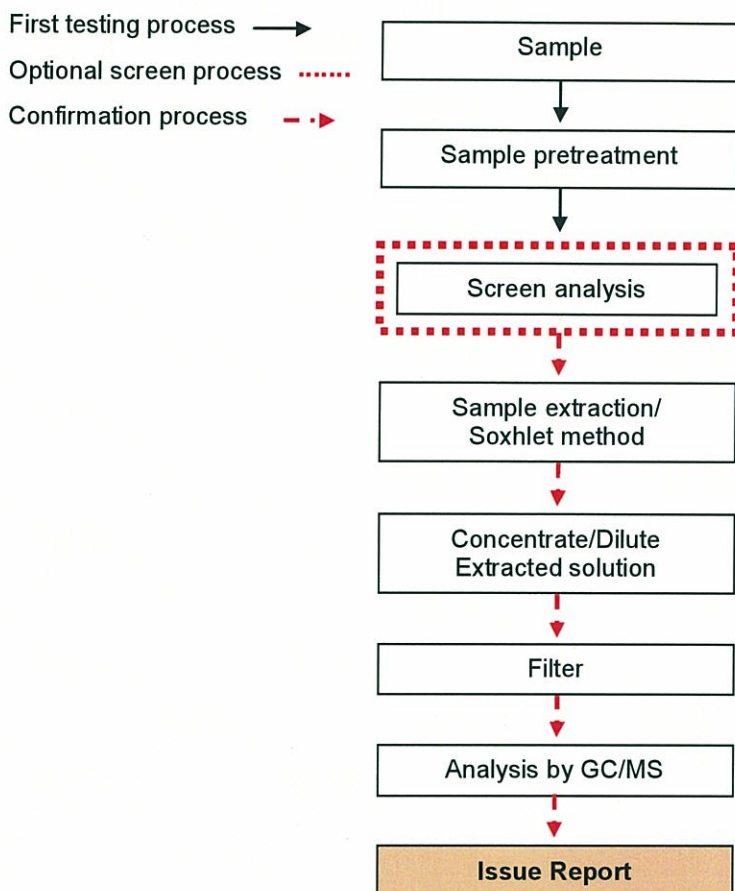 First testing process
Optional screen process
Confirmation process
Sample
Sample pretreatment
Screen analysis
Sample extraction/
Soxhlet method
Concentrate/Dilute
Extracted solution
Filter
Analysis by GC/MS
Issue Report